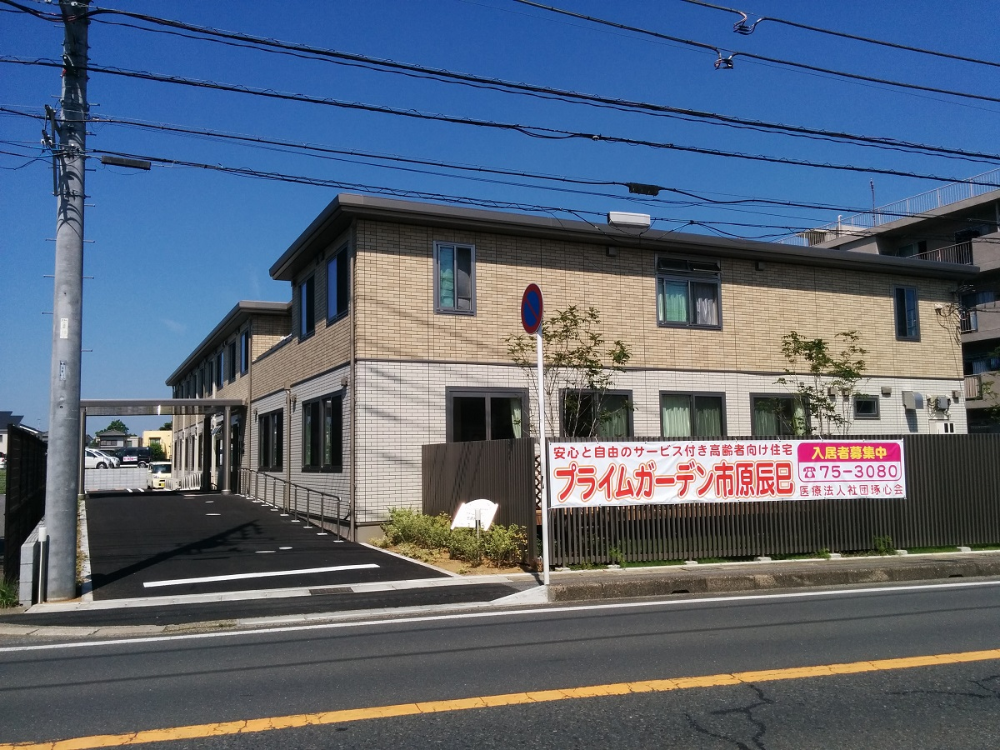 安心と自由のサービス付き高齢者向け住宅
プライムガーデン市原辰巳
入居者募集中
☎75-3080
医療法人社団琢心会